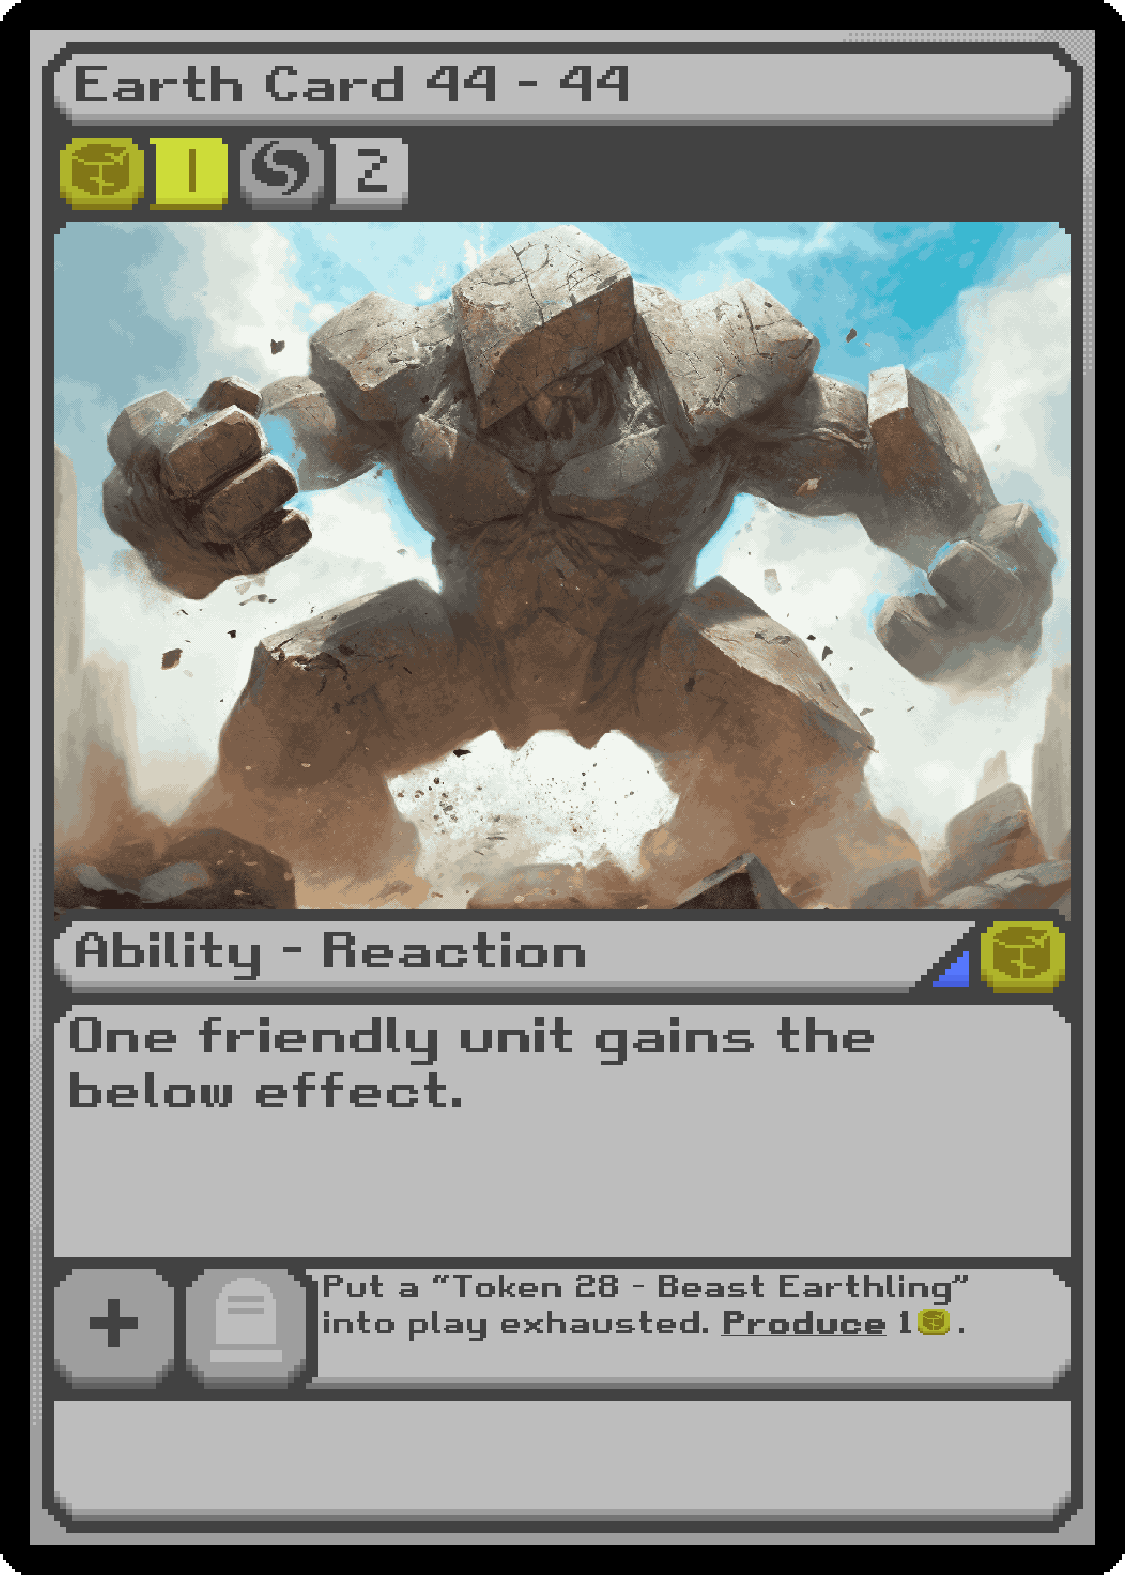 Earth Card 44 - 44
1 2
Ability - Reaction
One friendly unit gains the
below effect.
+
Put a “Token 28 - Beast Earthling”
into play exhausted. Produce 1 .